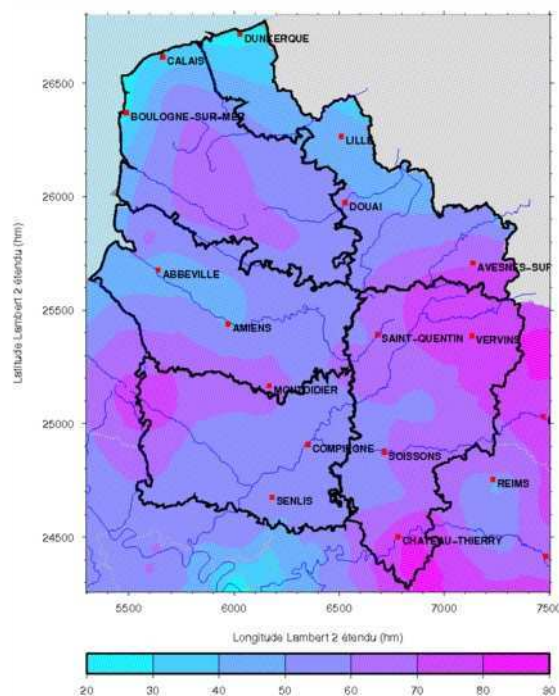 DUNKERQUE
CALAIS
BOULOGNE-SUR-MER
LILLE
DOUAI
AVESNES-SUR
ABBEVILLE
AMIENS
SAINT-QUENTIN
VERVINS
MONTDIDIER
COMPIEGNE
SOISSONS
REIMS
SENLIS
CHATEAU-THIERRY
26500
26000
25500
25000
24500
Latitude Lambert 2 étendu (hm)
5500 6000 6500 7000 7500
Longitude Lambert 2 étendu (hm)
20 30 40 50 60 70 80